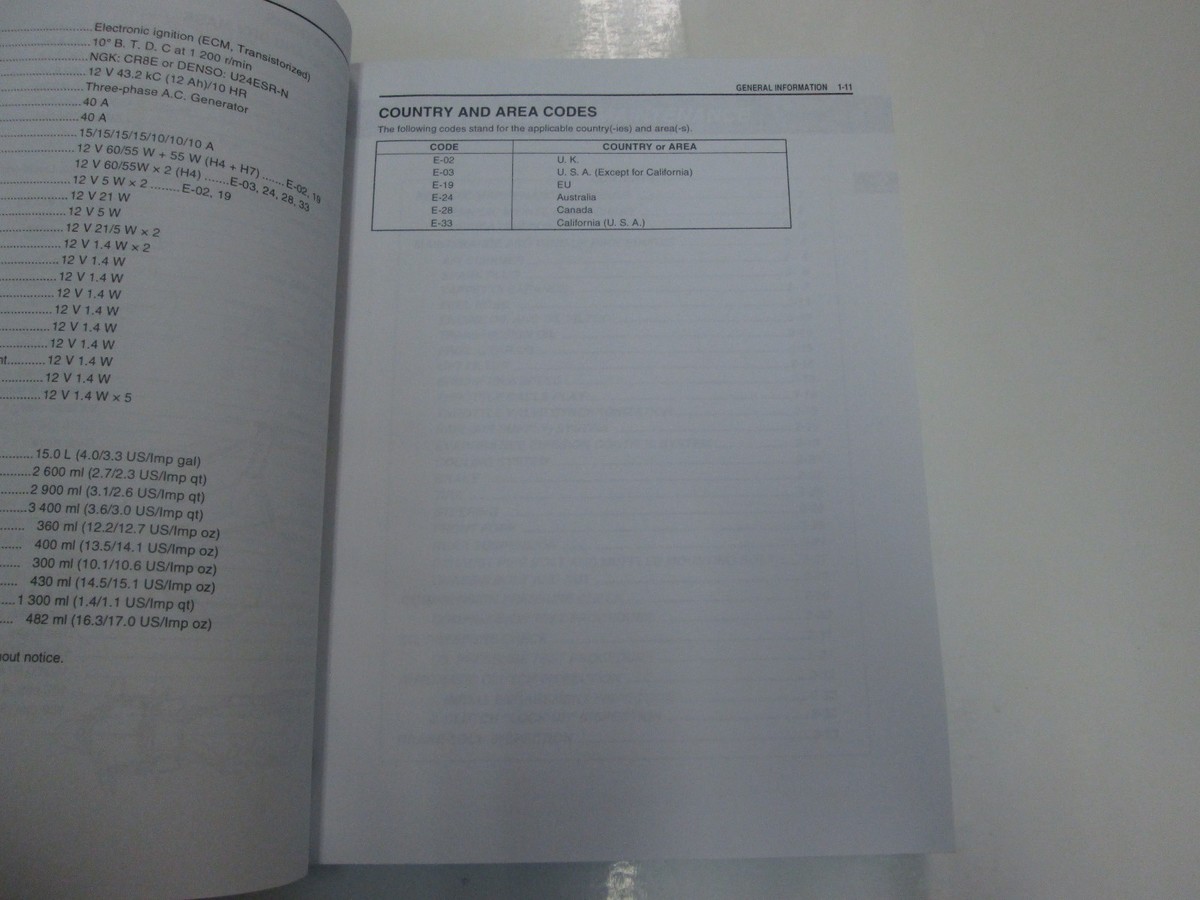 Electronic ignition (ECM, Transistorized)
10° B. T. D. C at 1 200 r/min
NGK: CR8E or DENSO: U24ESR-N
12 V 43.2 kC (12 Ah)/10 HR
Three-phase A.C. Generator
40 A
40 A
15/15/15/15/10/10/10 A
12 V 60/55 W + 55 W (H4 + H7) ....... E-02, 19
12 V 60/55W × 2 (H4) ....... E-03, 24, 28, 33
12 V 5 W × 2 ........ E-02, 19
12 V 21 W
12 V 5 W
12 V 21/5 W × 2
12 V 1.4 W × 2
12 V 1.4 W
12 V 1.4 W
12 V 1.4 W
12 V 1.4 W
12 V 1.4 W
12 V 1.4 W
12 V 1.4 W
12 V 1.4 W
12 V 1.4 W × 5
15.0 L (4.0/3.3 US/Imp gal)
2 600 ml (2.7/2.3 US/Imp qt)
2 900 ml (3.1/2.6 US/Imp qt)
3 400 ml (3.6/3.0 US/Imp qt)
360 ml (12.2/12.7 US/Imp oz)
400 ml (13.5/14.1 US/Imp oz)
300 ml (10.1/10.6 US/Imp oz)
430 ml (14.5/15.1 US/Imp oz)
1 300 ml (1.4/1.1 US/Imp qt)
482 ml (16.3/17.0 US/Imp oz)
out notice.
GENERAL INFORMATION 1-11
COUNTRY AND AREA CODES
The following codes stand for the applicable country(-ies) and area(-s).
CODE COUNTRY or AREA
E-02 U. K.
E-03 U. S. A. (Except for California)
E-19 EU
E-24 Australia
E-28 Canada
E-33 California (U. S. A.)